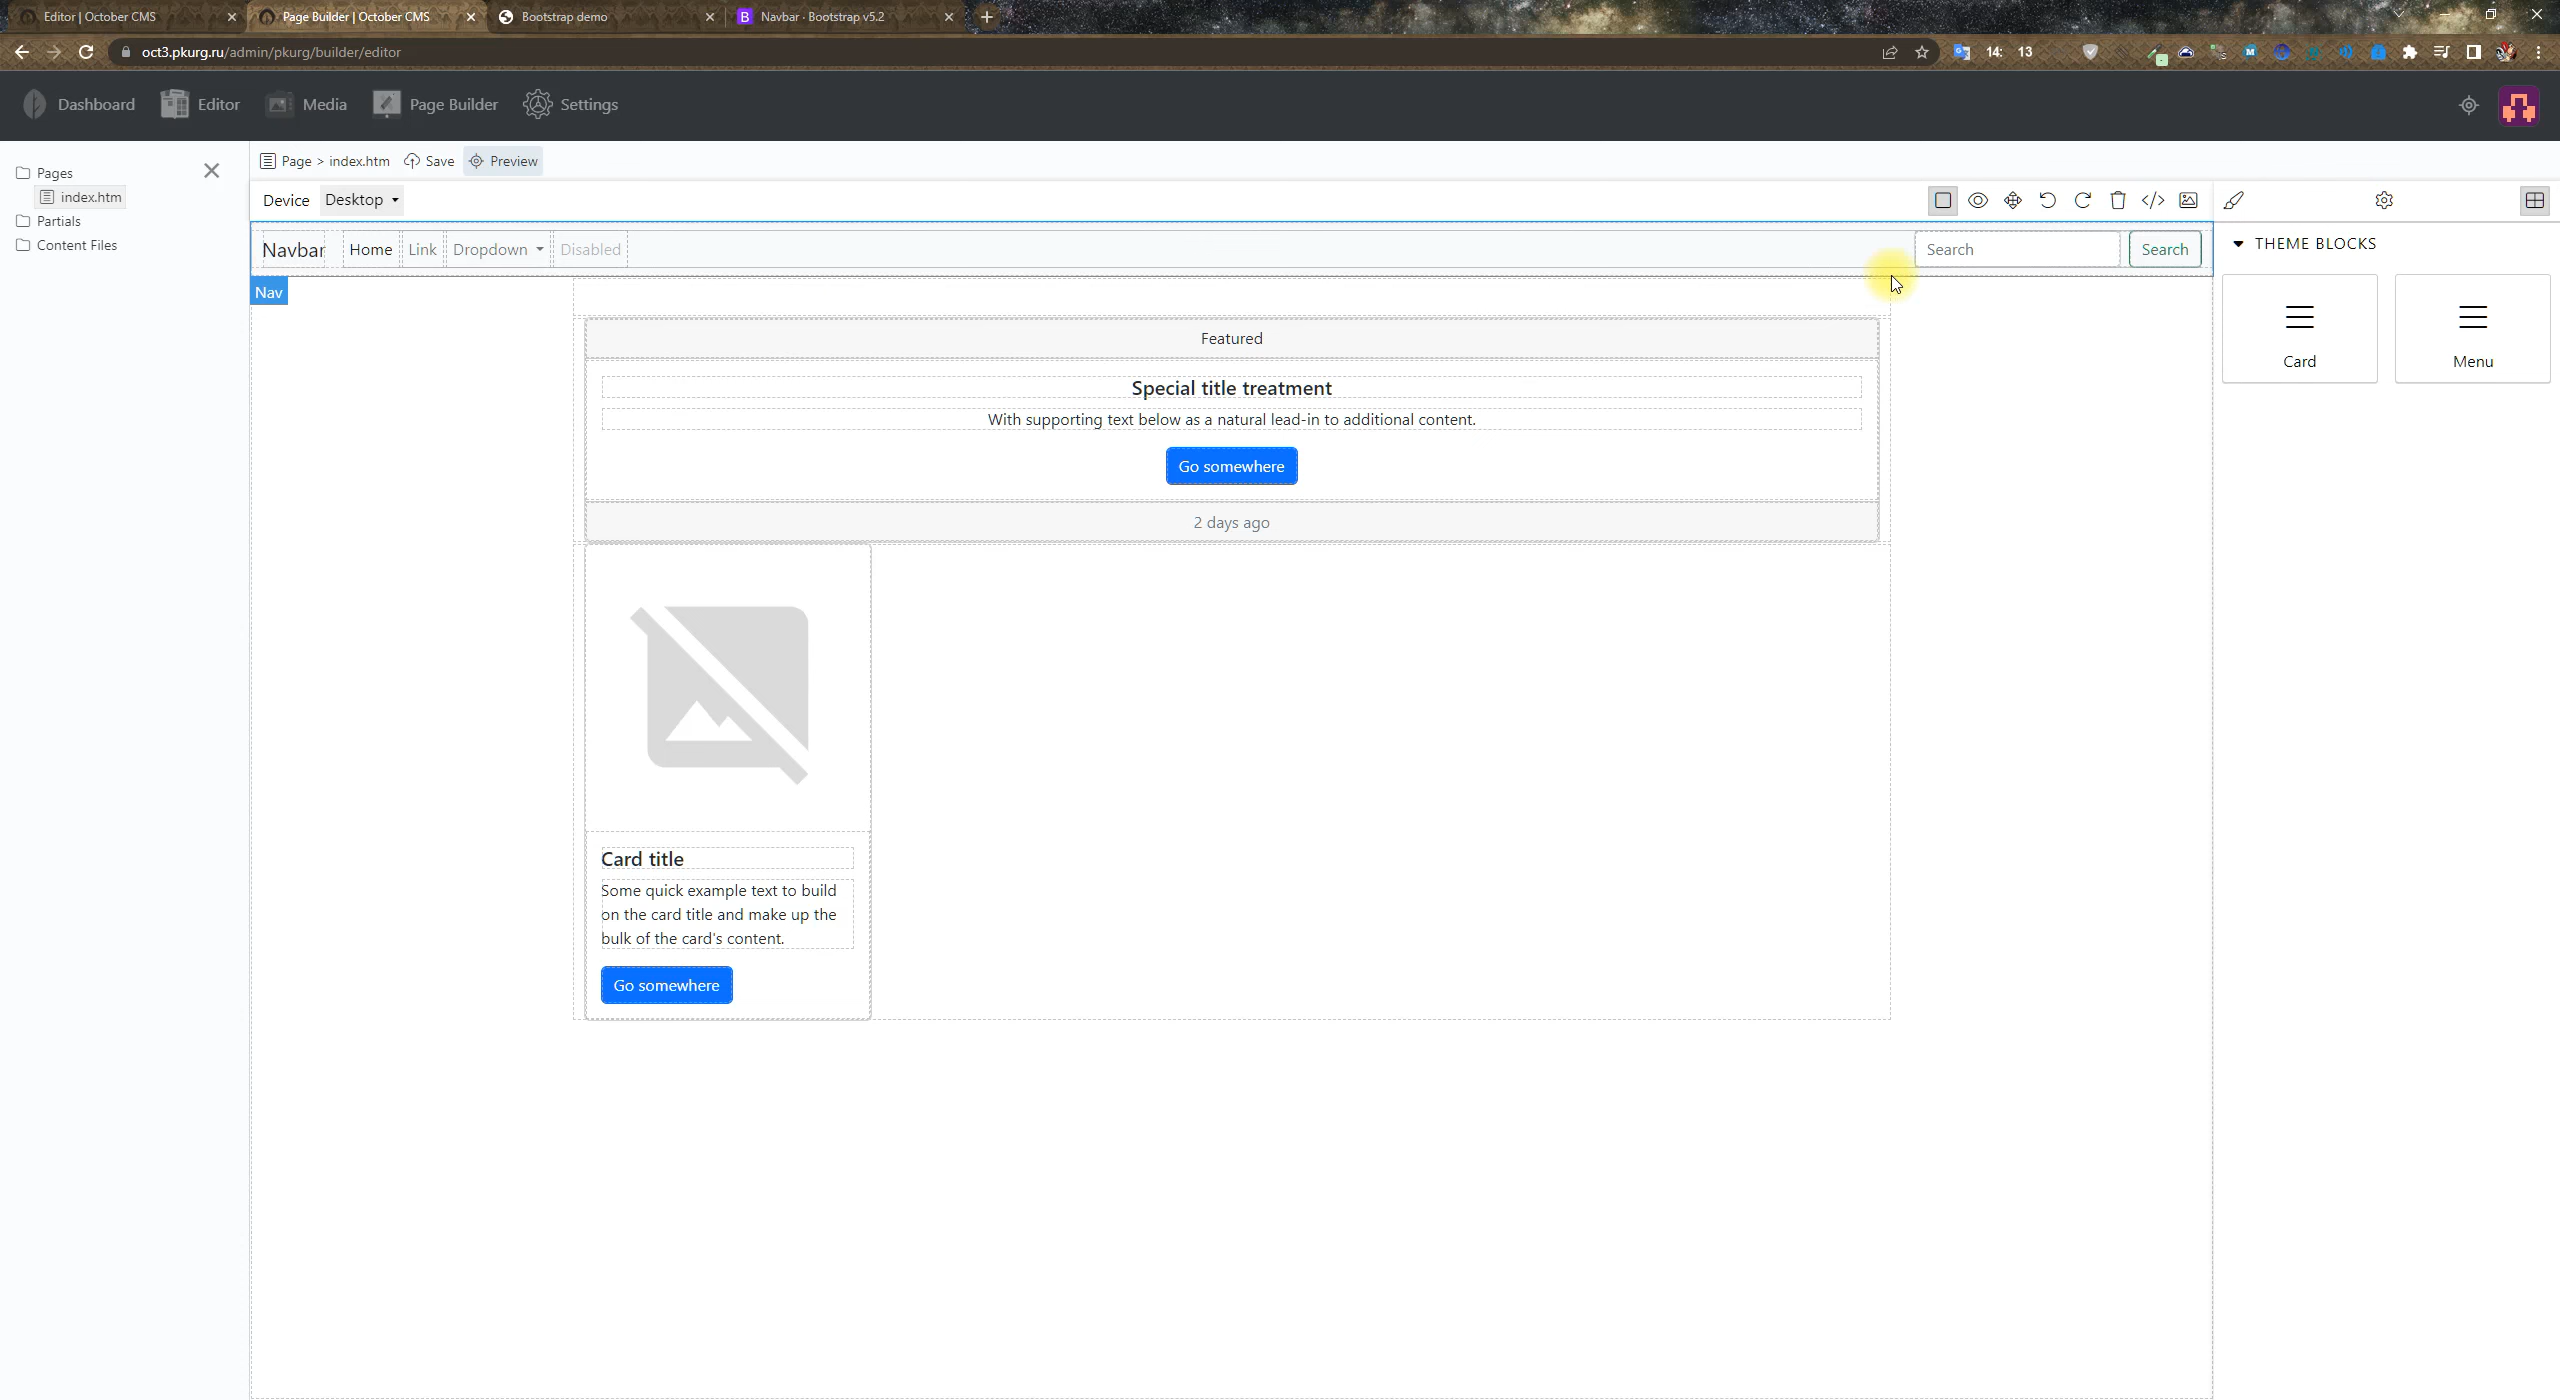 Editor | October CMS
Page Builder | October CMS
Bootstrap demo
B Navbar · Bootstrap v5.2
oct3.pkurg.ru/admin/pkurg/builder/editor
14: 13
Dashboard Editor Media Page Builder Settings
Pages
index.htm
Partials
Content Files
Page > index.htm Save Preview
Device Desktop
Navbar Home Link Dropdown Disabled Search Search
Nav
Featured
Special title treatment
With supporting text below as a natural lead-in to additional content.
Go somewhere
2 days ago
Card title
Some quick example text to build
on the card title and make up the
bulk of the card's content.
Go somewhere
THEME BLOCKS
Card Menu